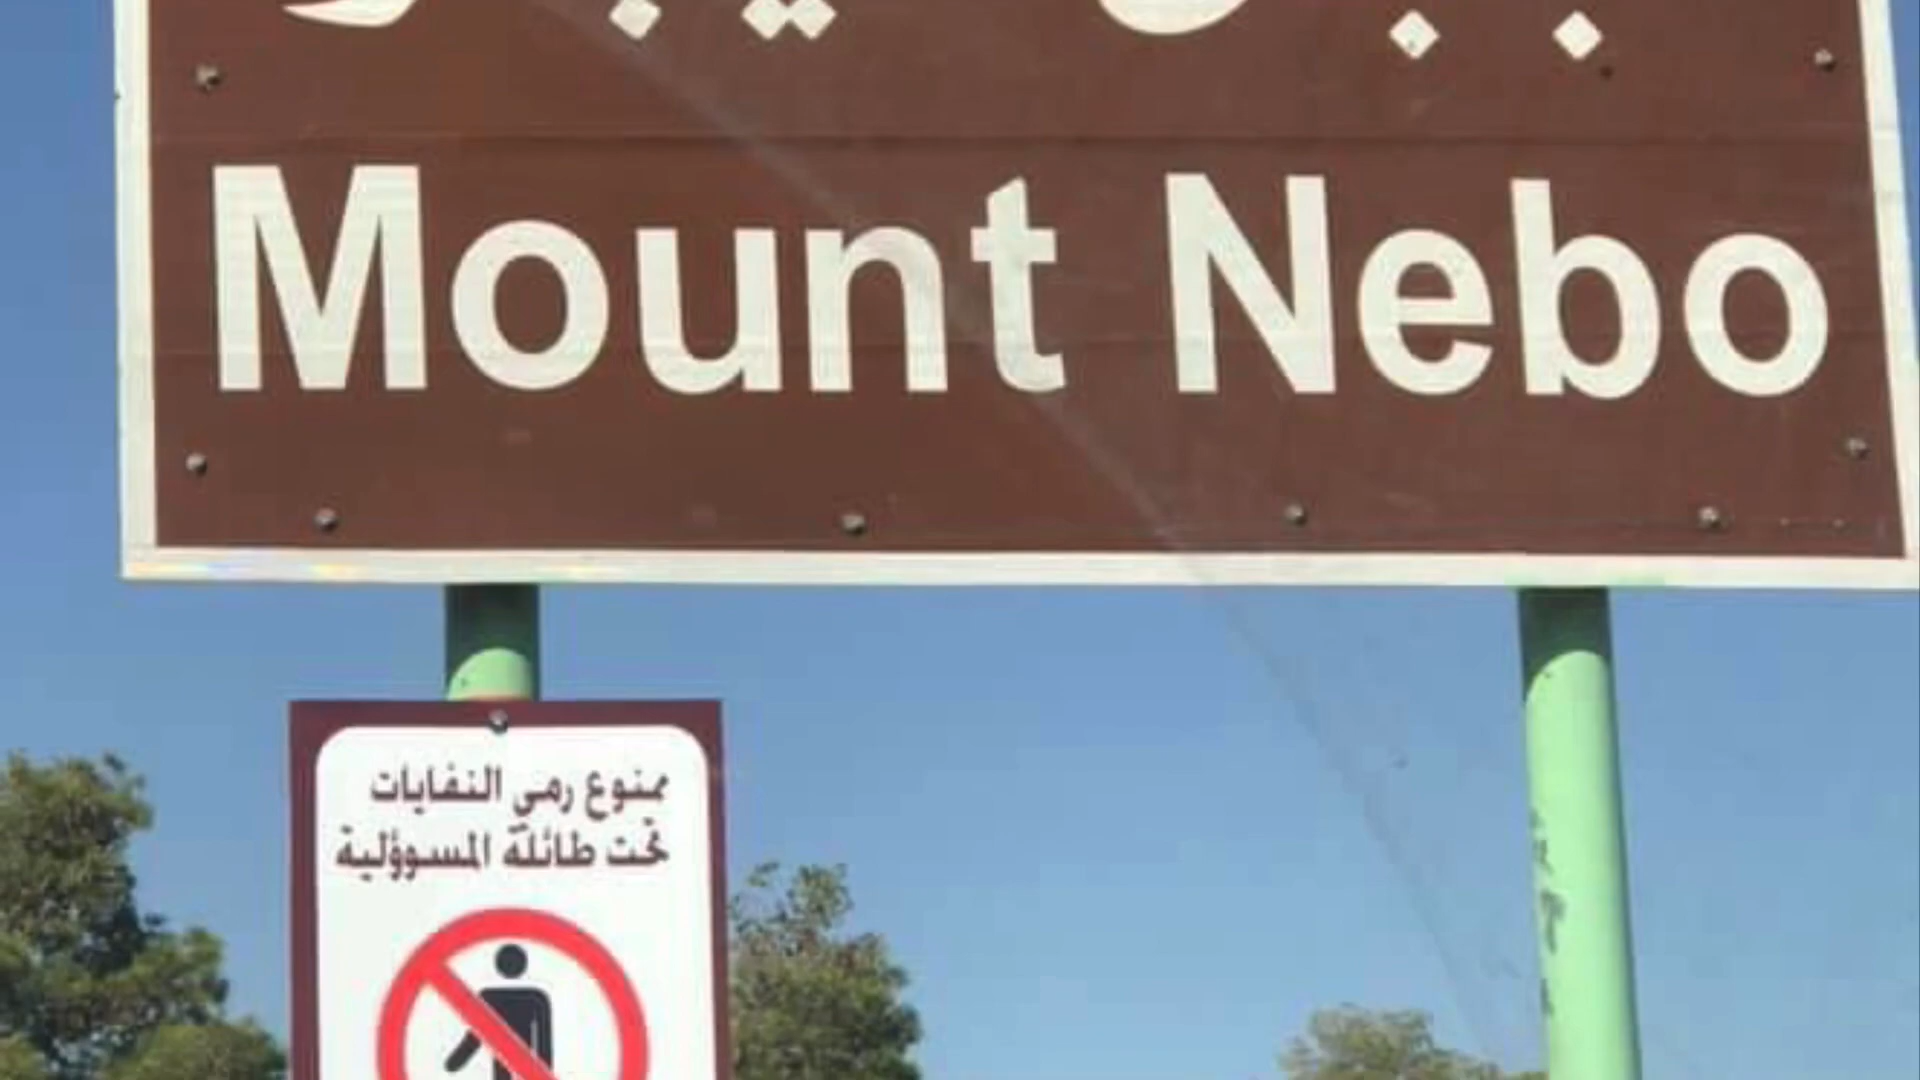 Mount Nebo
ممنوع رمي النفايات
تحت طائلة المسؤولية